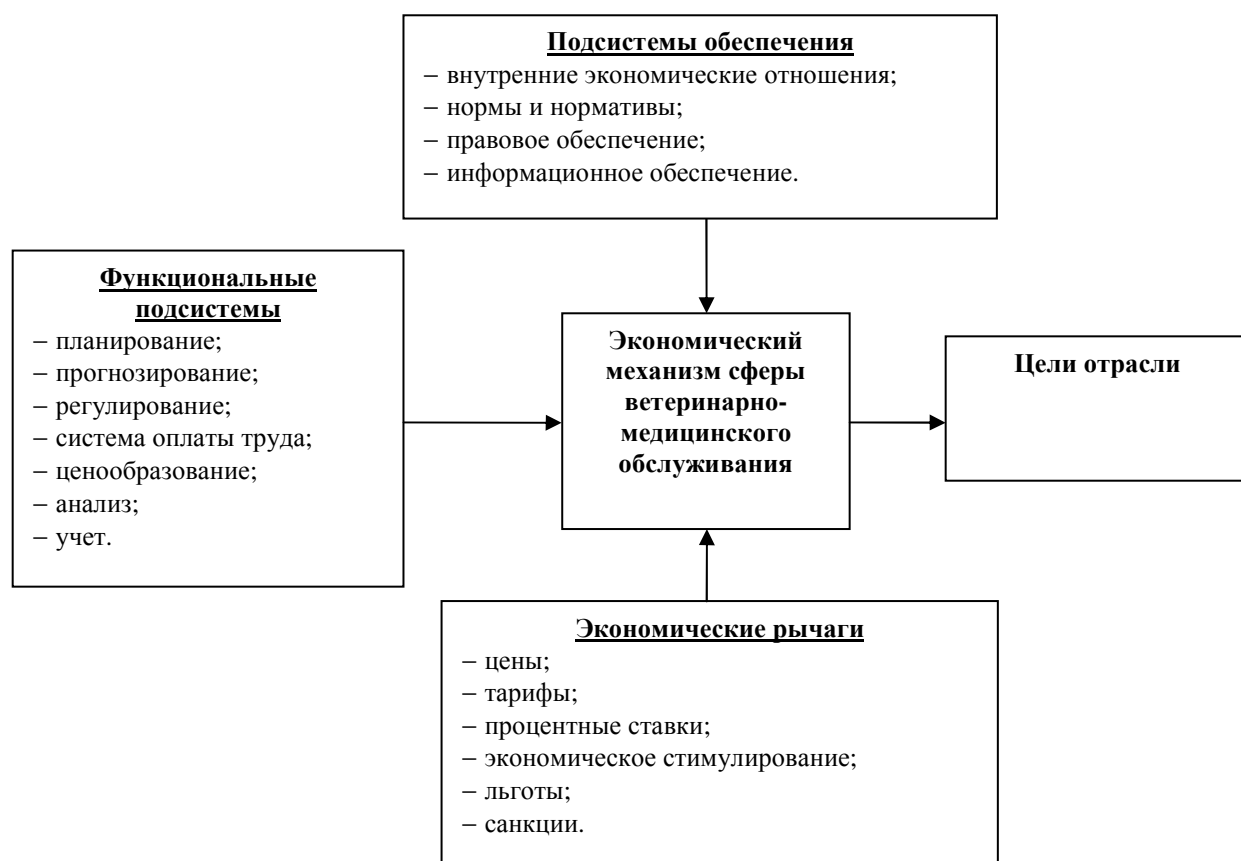 Подсистемы обеспечения
– внутренние экономические отношения;
– нормы и нормативы;
– правовое обеспечение;
– информационное обеспечение.
Функциональные
подсистемы
– планирование;
– прогнозирование;
– регулирование;
– система оплаты труда;
– ценообразование;
– анализ;
– учет.
Экономический
механизм сферы
ветеринарно-
медицинского
обслуживания
Цели отрасли
Экономические рычаги
– цены;
– тарифы;
– процентные ставки;
– экономическое стимулирование;
– льготы;
– санкции.